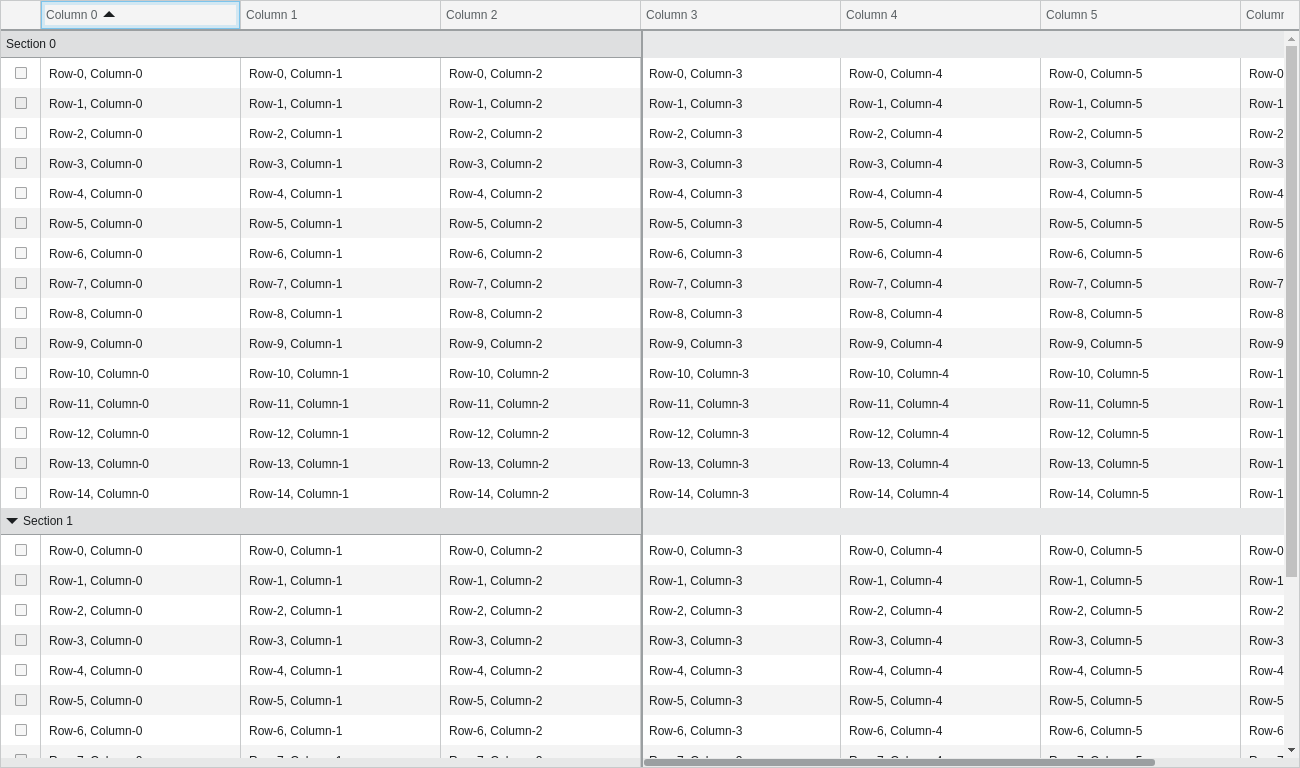 Column 0 Column 1 Column 2 Column 3 Column 4 Column 5 Column
Section 0
Row-0, Column-0 Row-0, Column-1 Row-0, Column-2 Row-0, Column-3 Row-0, Column-4 Row-0, Column-5 Row-0
Row-1, Column-0 Row-1, Column-1 Row-1, Column-2 Row-1, Column-3 Row-1, Column-4 Row-1, Column-5 Row-1
Row-2, Column-0 Row-2, Column-1 Row-2, Column-2 Row-2, Column-3 Row-2, Column-4 Row-2, Column-5 Row-2
Row-3, Column-0 Row-3, Column-1 Row-3, Column-2 Row-3, Column-3 Row-3, Column-4 Row-3, Column-5 Row-3
Row-4, Column-0 Row-4, Column-1 Row-4, Column-2 Row-4, Column-3 Row-4, Column-4 Row-4, Column-5 Row-4
Row-5, Column-0 Row-5, Column-1 Row-5, Column-2 Row-5, Column-3 Row-5, Column-4 Row-5, Column-5 Row-5
Row-6, Column-0 Row-6, Column-1 Row-6, Column-2 Row-6, Column-3 Row-6, Column-4 Row-6, Column-5 Row-6
Row-7, Column-0 Row-7, Column-1 Row-7, Column-2 Row-7, Column-3 Row-7, Column-4 Row-7, Column-5 Row-7
Row-8, Column-0 Row-8, Column-1 Row-8, Column-2 Row-8, Column-3 Row-8, Column-4 Row-8, Column-5 Row-8
Row-9, Column-0 Row-9, Column-1 Row-9, Column-2 Row-9, Column-3 Row-9, Column-4 Row-9, Column-5 Row-9
Row-10, Column-0 Row-10, Column-1 Row-10, Column-2 Row-10, Column-3 Row-10, Column-4 Row-10, Column-5 Row-1
Row-11, Column-0 Row-11, Column-1 Row-11, Column-2 Row-11, Column-3 Row-11, Column-4 Row-11, Column-5 Row-1
Row-12, Column-0 Row-12, Column-1 Row-12, Column-2 Row-12, Column-3 Row-12, Column-4 Row-12, Column-5 Row-1
Row-13, Column-0 Row-13, Column-1 Row-13, Column-2 Row-13, Column-3 Row-13, Column-4 Row-13, Column-5 Row-1
Row-14, Column-0 Row-14, Column-1 Row-14, Column-2 Row-14, Column-3 Row-14, Column-4 Row-14, Column-5 Row-1
Section 1
Row-0, Column-0 Row-0, Column-1 Row-0, Column-2 Row-0, Column-3 Row-0, Column-4 Row-0, Column-5 Row-0
Row-1, Column-0 Row-1, Column-1 Row-1, Column-2 Row-1, Column-3 Row-1, Column-4 Row-1, Column-5 Row-1
Row-2, Column-0 Row-2, Column-1 Row-2, Column-2 Row-2, Column-3 Row-2, Column-4 Row-2, Column-5 Row-2
Row-3, Column-0 Row-3, Column-1 Row-3, Column-2 Row-3, Column-3 Row-3, Column-4 Row-3, Column-5 Row-3
Row-4, Column-0 Row-4, Column-1 Row-4, Column-2 Row-4, Column-3 Row-4, Column-4 Row-4, Column-5 Row-4
Row-5, Column-0 Row-5, Column-1 Row-5, Column-2 Row-5, Column-3 Row-5, Column-4 Row-5, Column-5 Row-5
Row-6, Column-0 Row-6, Column-1 Row-6, Column-2 Row-6, Column-3 Row-6, Column-4 Row-6, Column-5 Row-6